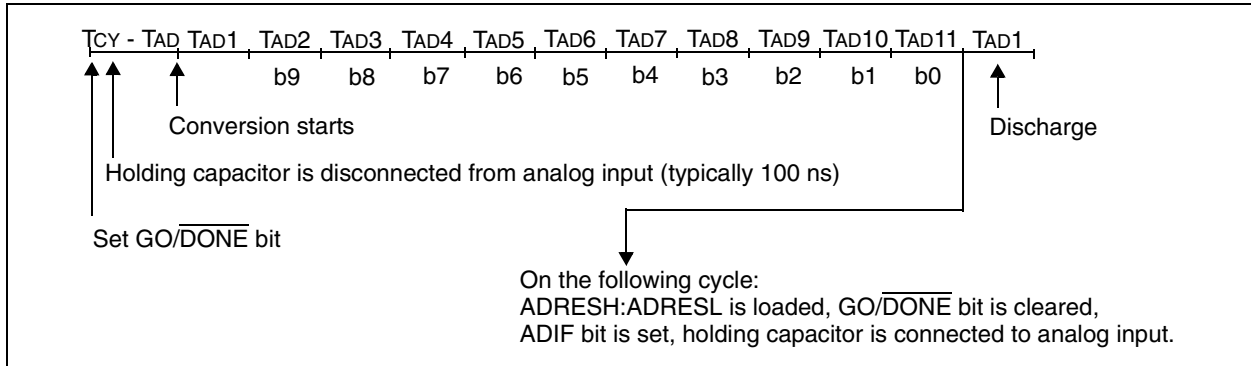 TCY - TAD TAD1 TAD2 TAD3 TAD4 TAD5 TAD6 TAD7 TAD8 TAD9 TAD10 TAD11 TAD1
b9 b8 b7 b6 b5 b4 b3 b2 b1 b0
Conversion starts
Discharge
Holding capacitor is disconnected from analog input (typically 100 ns)
Set GO/DONE bit
On the following cycle:
ADRESH:ADRESL is loaded, GO/DONE bit is cleared,
ADIF bit is set, holding capacitor is connected to analog input.